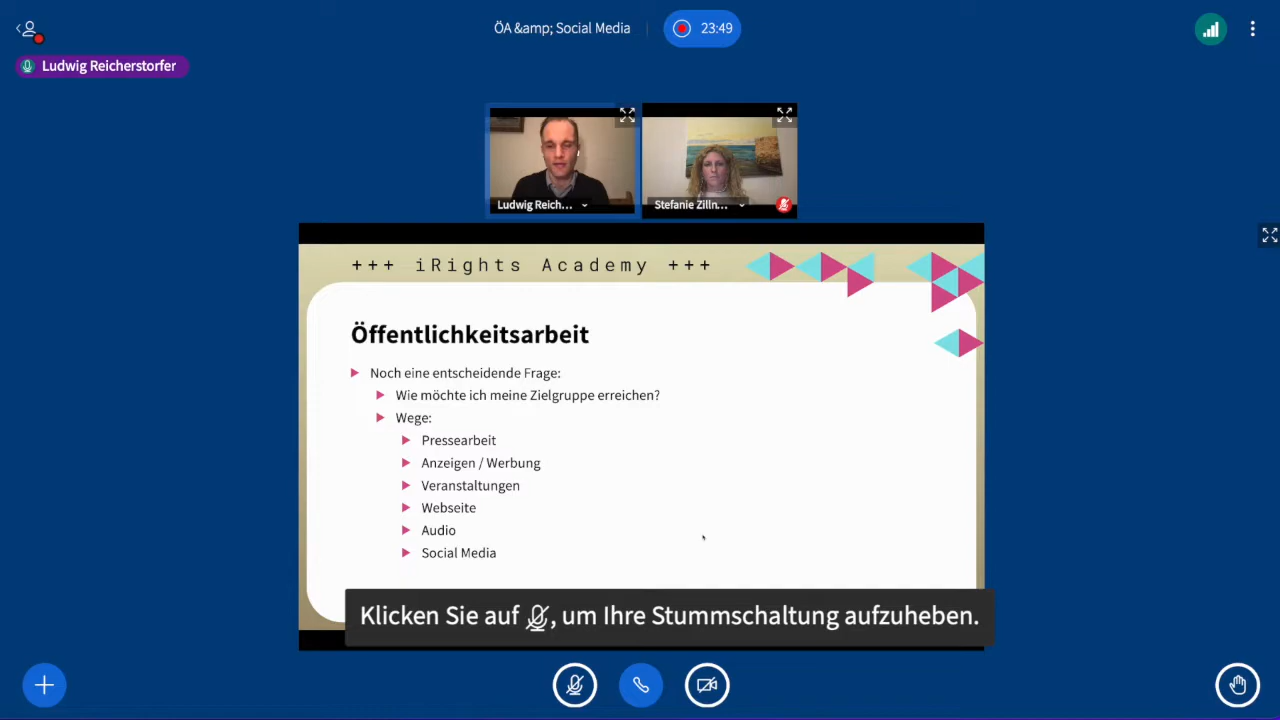 ÖA &amp; Social Media
23:49
Ludwig Reicherstorfer
Ludwig Reich...
Stefanie Zilln...
+++ iRights Academy +++
Öffentlichkeitsarbeit
Noch eine entscheidende Frage:
Wie möchte ich meine Zielgruppe erreichen?
Wege:
Pressearbeit
Anzeigen / Werbung
Veranstaltungen
Webseite
Audio
Social Media
Klicken Sie auf , um Ihre Stummschaltung aufzuheben.